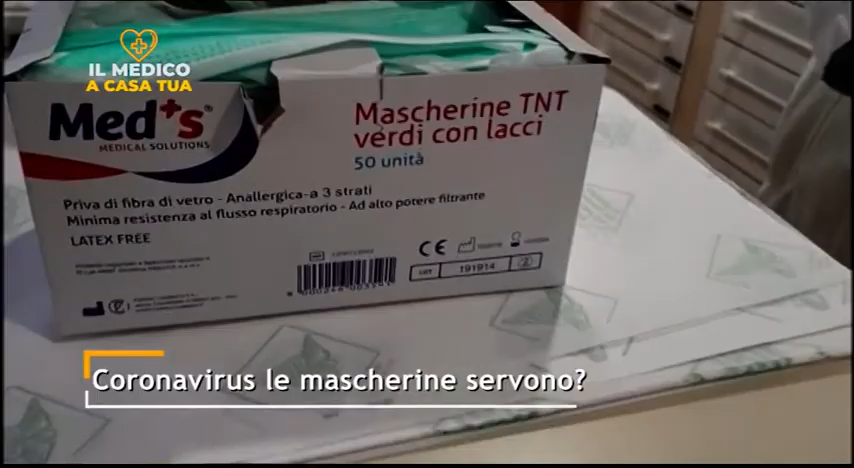 IL MEDICO
A CASA TUA
Med's®
MEDICAL SOLUTIONS
Mascherine TNT
verdi con lacci
50 unità
Priva di fibra di vetro - Anallergica-a 3 strati
Minima resistenza al flusso respiratorio - Ad alto potere filtrante
LATEX FREE
CE
LOT 191914 2
Coronavirus le mascherine servono?